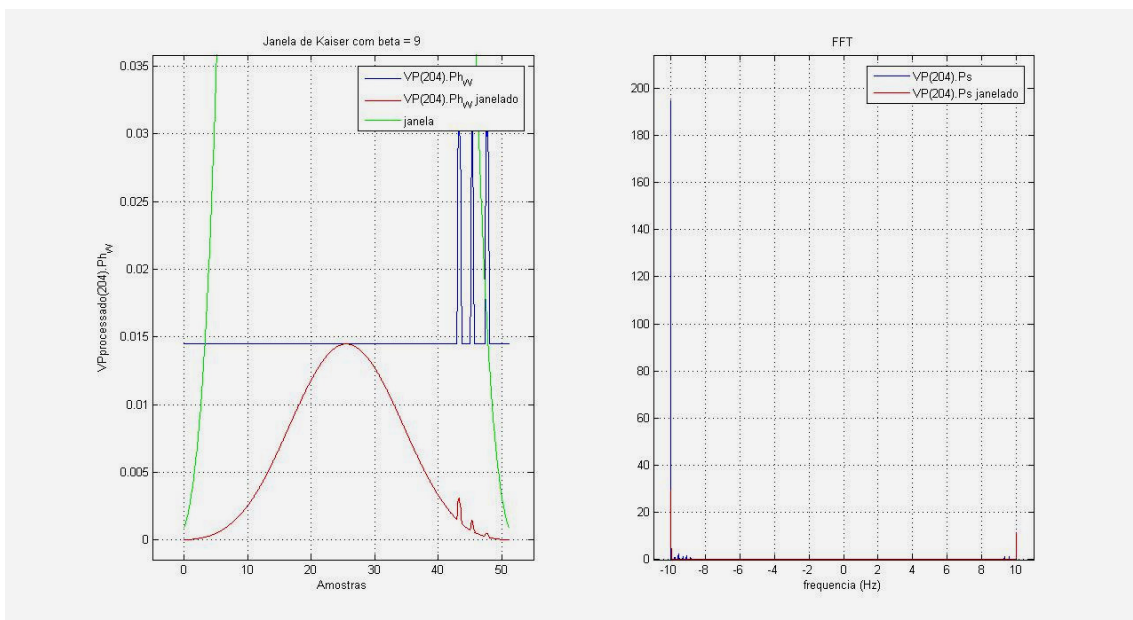 Janela de Kaiser com beta = 9
VP(204).Ph_W
VP(204).Ph_W janelado
janela
0.035
0.03
0.025
0.02
0.015
0.01
0.005
0
VPprocessado(204).Ph_W
0 10 20 30 40 50
Amostras
FFT
VP(204).Ps
VP(204).Ps janelado
200
180
160
140
120
100
80
60
40
20
0
-10 -8 -6 -4 -2 0 2 4 6 8 10
frequencia (Hz)